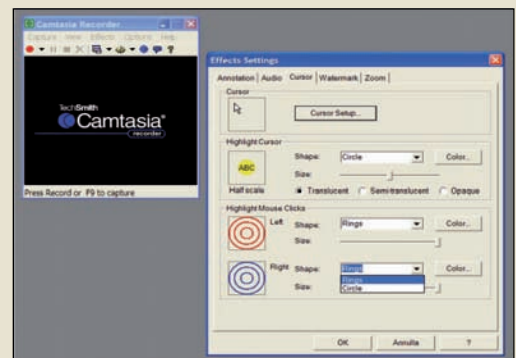 Camtasia Recorder
Capture View Effects Options Help
TechSmith
Camtasia®
recorder
Press Record or F9 to capture
Effects Settings
Annotation Audio Cursor Watermark Zoom
Cursor
Cursor Setup...
Highlight Cursor
ABC
Half scale
Shape: Circle Color...
Size:
Translucent Semi-translucent Opaque
Highlight Mouse Clicks
Left Shape: Rings Color...
Size:
Right Shape: Rings Color...
Rings
Size: Circle
OK Annulla ?